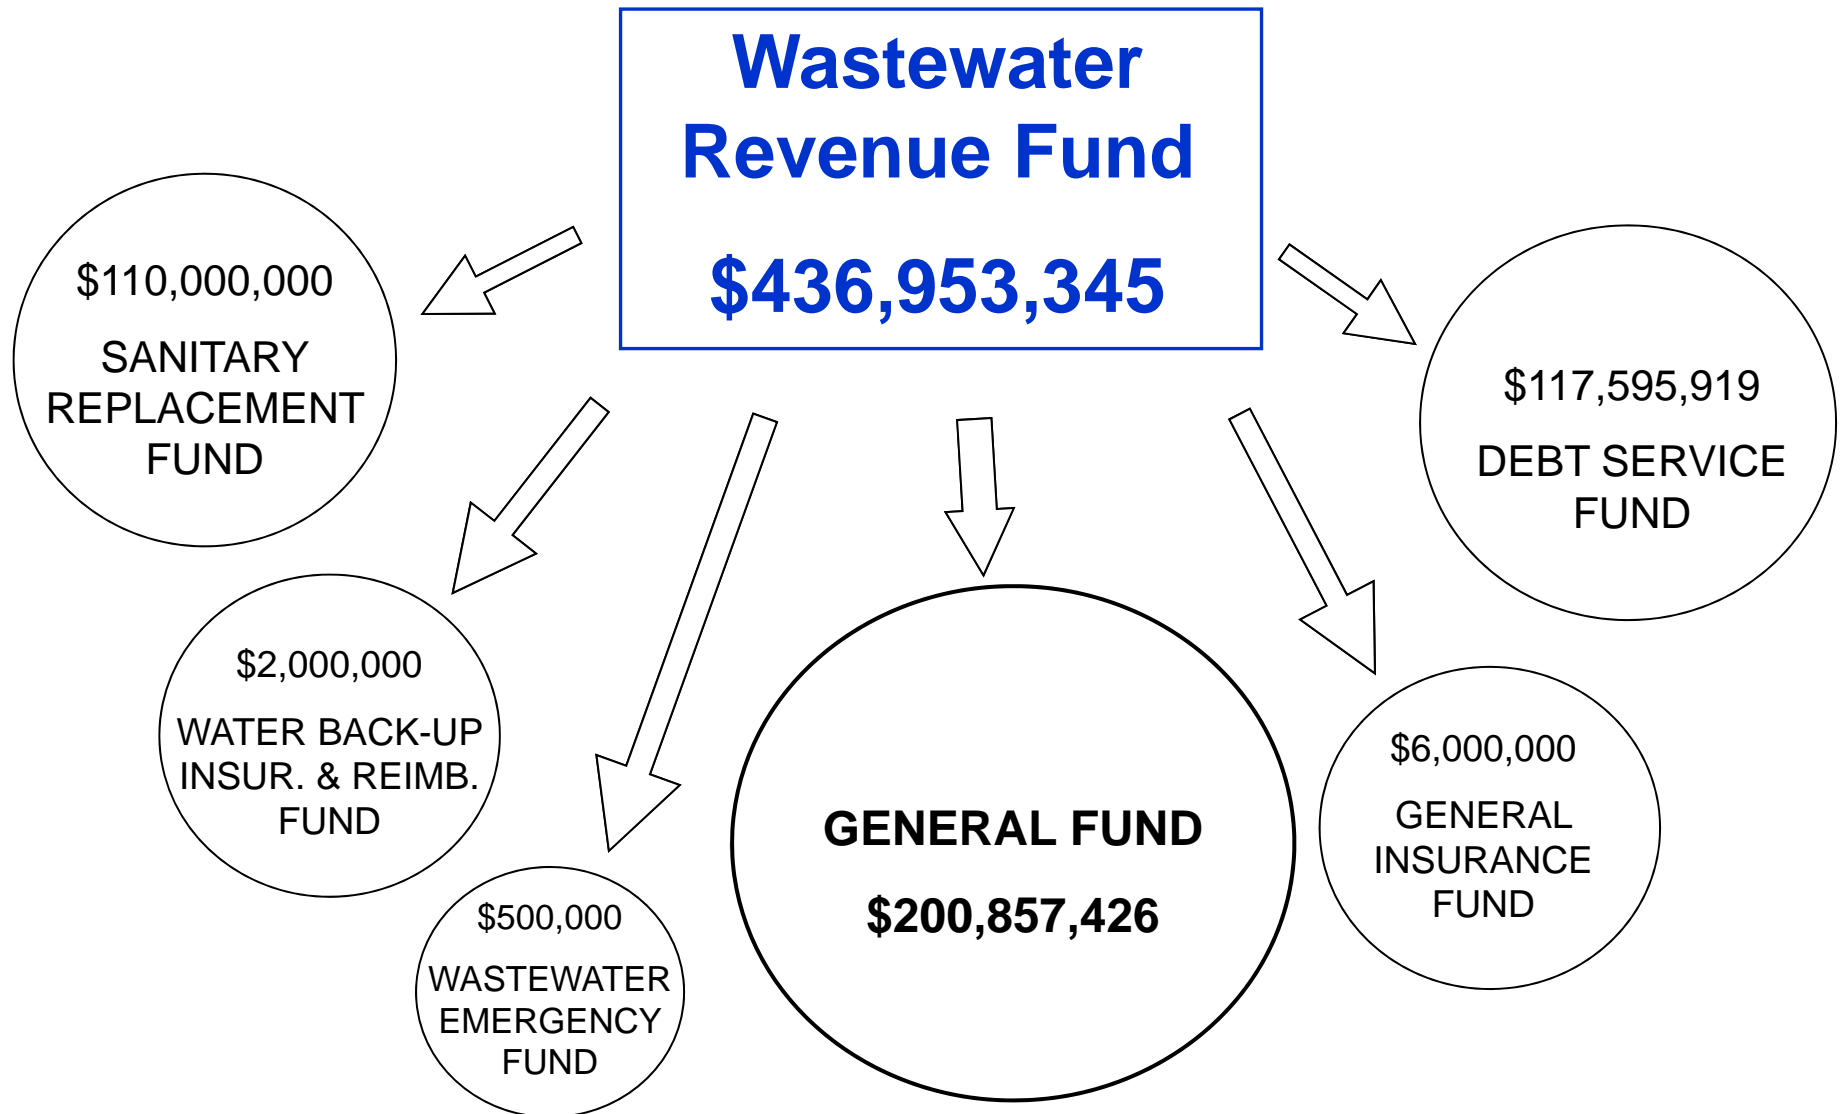 Wastewater
Revenue Fund
$436,953,345
$110,000,000
SANITARY
REPLACEMENT
FUND
$117,595,919
DEBT SERVICE
FUND
$2,000,000
WATER BACK-UP
INSUR. & REIMB.
FUND
$500,000
WASTEWATER
EMERGENCY
FUND
GENERAL FUND
$200,857,426
$6,000,000
GENERAL
INSURANCE
FUND